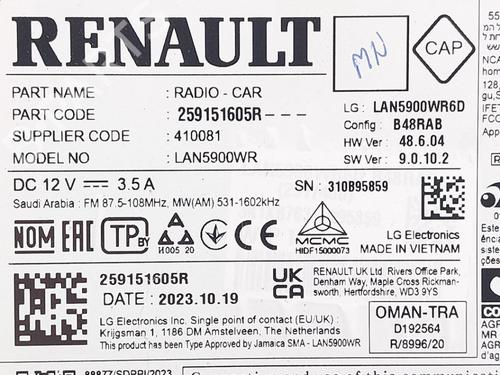 RENAULT
MN
CAP
PART NAME : RADIO - CAR
PART CODE : 259151605R---
SUPPLIER CODE : 410081
MODEL NO : LAN5900WR
LG : LAN5900WR6D
Config : B48RAB
HW Ver : 48.6.04
SW Ver : 9.0.10.2
DC 12 V 3.5 A
SN : 310B95859
Saudi Arabia : FM 87.5-108MHz, MW(AM) 531-1602kHz
NOM EAC TP BY
И005 20
CE
MCMC
HIDF15000073
LG Electronics
MADE IN VIETNAM
259151605R
DATE : 2023.10.19
UK CA
RENAULT UK Ltd Rivers Office Park,
Denham Way, Maple Cross Rickman-
sworth, Hertfordshire, WD3 9YS
LG Electronics Inc. Single point of contact (EU/UK) :
Krijgsman 1, 1186 DM Amstelveen, The Netherlands
This product has been Type Approved by Jamaica SMA - LAN5900WR
OMAN-TRA
D192564
R/8996/20